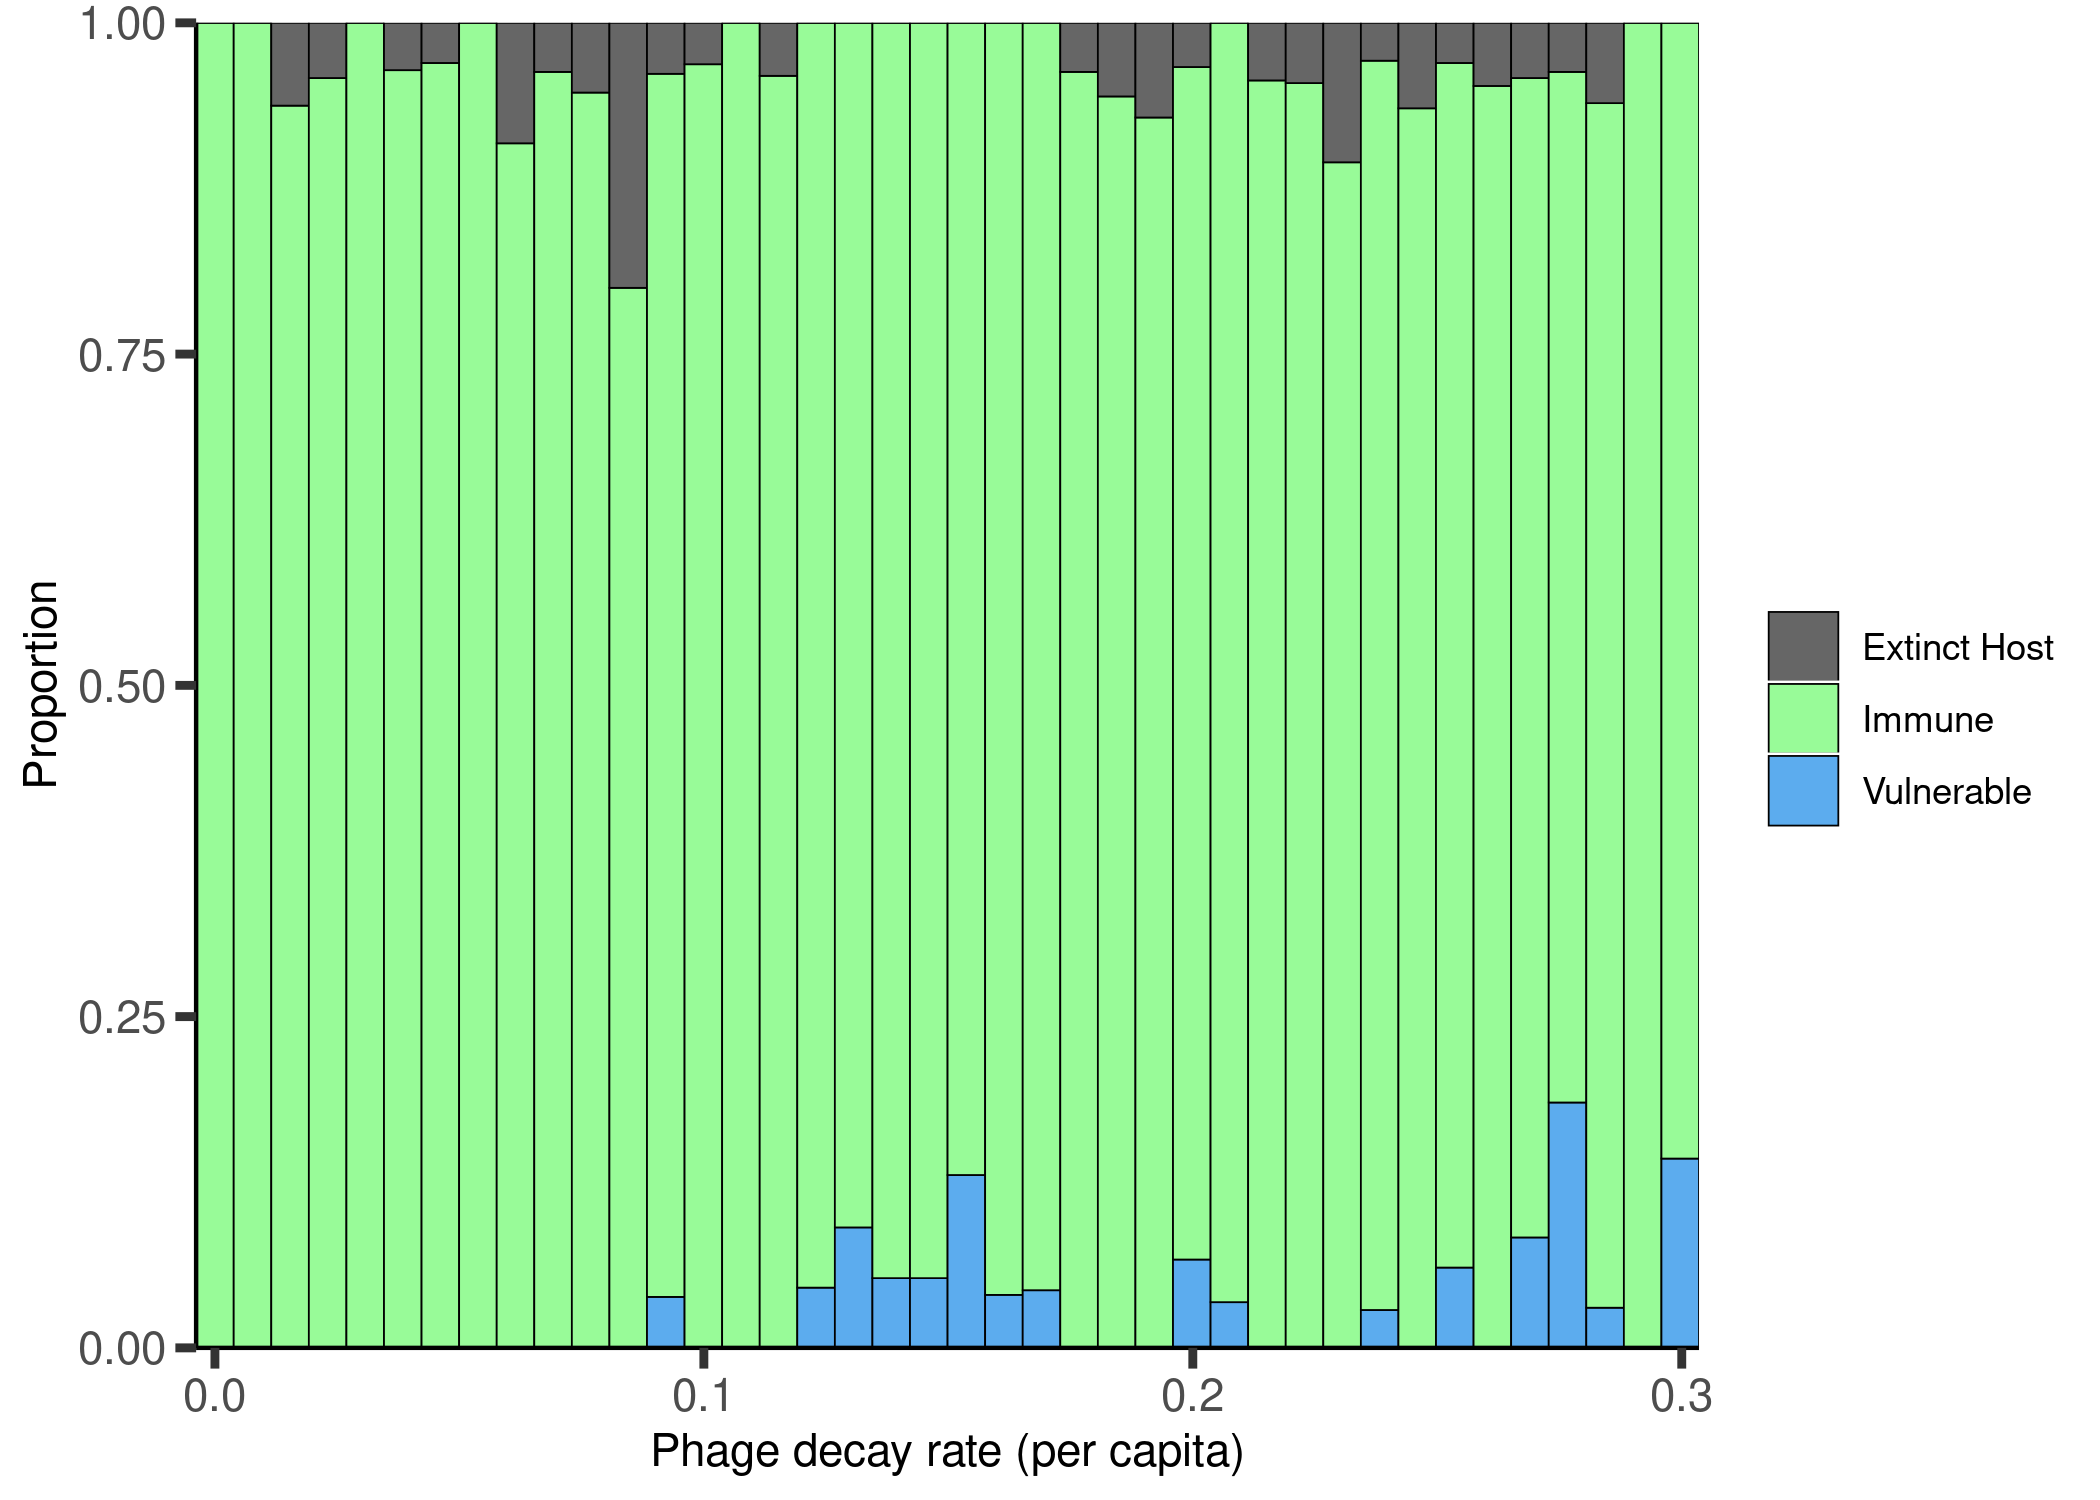 1.00
0.75
0.50
0.25
0.00
Proportion
0.0 0.1 0.2 0.3
Phage decay rate (per capita)
Extinct Host
Immune
Vulnerable